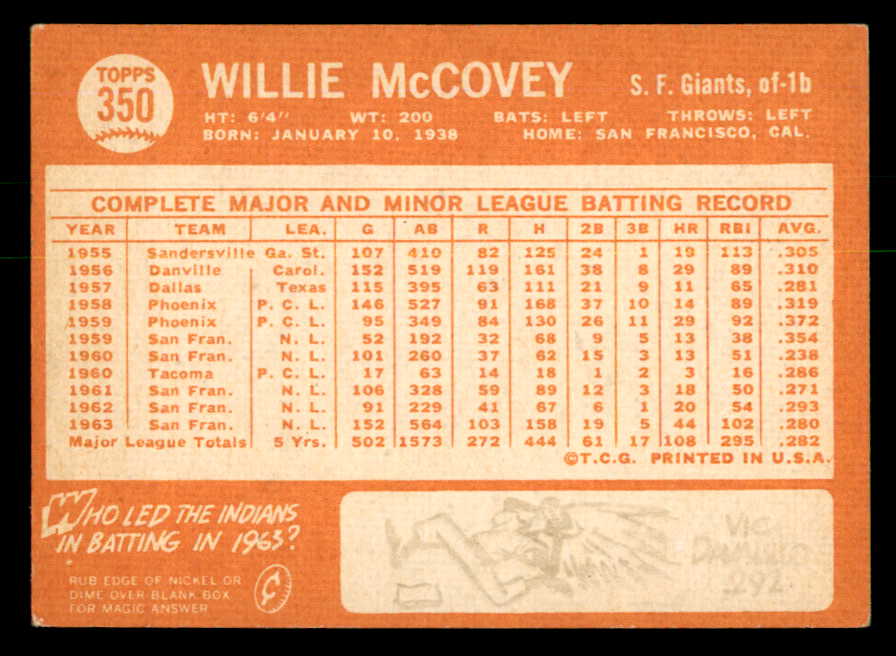 TOPPS
350
WILLIE McCOVEY
S. F. Giants, of-1b
HT: 6'4" WT: 200 BATS: LEFT THROWS: LEFT
BORN: JANUARY 10, 1938 HOME: SAN FRANCISCO, CAL.
COMPLETE MAJOR AND MINOR LEAGUE BATTING RECORD
YEAR TEAM LEA. G AB R H 2B 3B HR RBI AVG.
1955 Sandersville Ga. St. 107 410 82 125 24 1 19 113 .305
1956 Danville Carol. 152 519 119 161 38 8 29 89 .310
1957 Dallas Texas 115 395 63 111 21 9 11 65 .281
1958 Phoenix P. C. L. 146 527 91 168 37 10 14 89 .319
1959 Phoenix P. C. L. 95 349 84 130 26 11 29 92 .372
1959 San Fran. N. L. 52 192 32 68 9 5 13 38 .354
1960 San Fran. N. L. 101 260 37 62 15 3 13 51 .238
1960 Tacoma P. C. L. 17 63 14 18 1 2 3 16 .286
1961 San Fran. N. L. 106 328 59 89 12 3 18 50 .271
1962 San Fran. N. L. 91 229 41 67 6 1 20 54 .293
1963 San Fran. N. L. 152 564 103 158 19 5 44 102 .280
Major League Totals 5 Yrs. 502 1573 272 444 61 17 108 295 .282
©T.C.G. PRINTED IN U.S.A.
WHO LED THE INDIANS
IN BATTING IN 1963?
RUB EDGE OF NICKEL OR
DIME OVER BLANK BOX
FOR MAGIC ANSWER
¢
VIC
.292